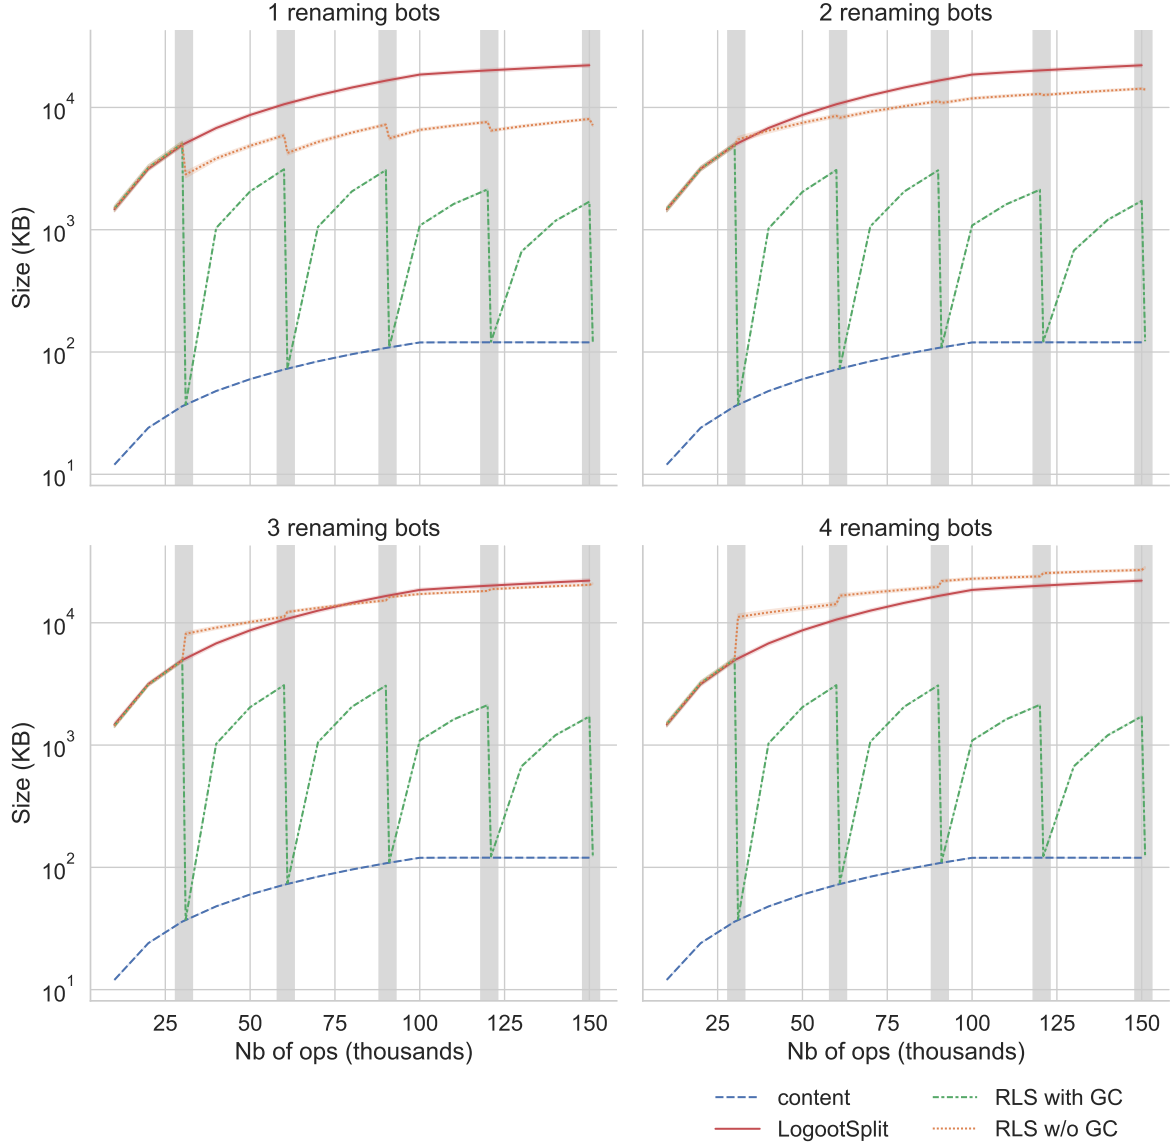 1 renaming bots
2 renaming bots
Size (KB)
10^4
10^3
10^2
10^1
3 renaming bots
4 renaming bots
Size (KB)
10^4
10^3
10^2
10^1
25 50 75 100 125 150
25 50 75 100 125 150
Nb of ops (thousands)
Nb of ops (thousands)
content
RLS with GC
LogootSplit
RLS w/o GC